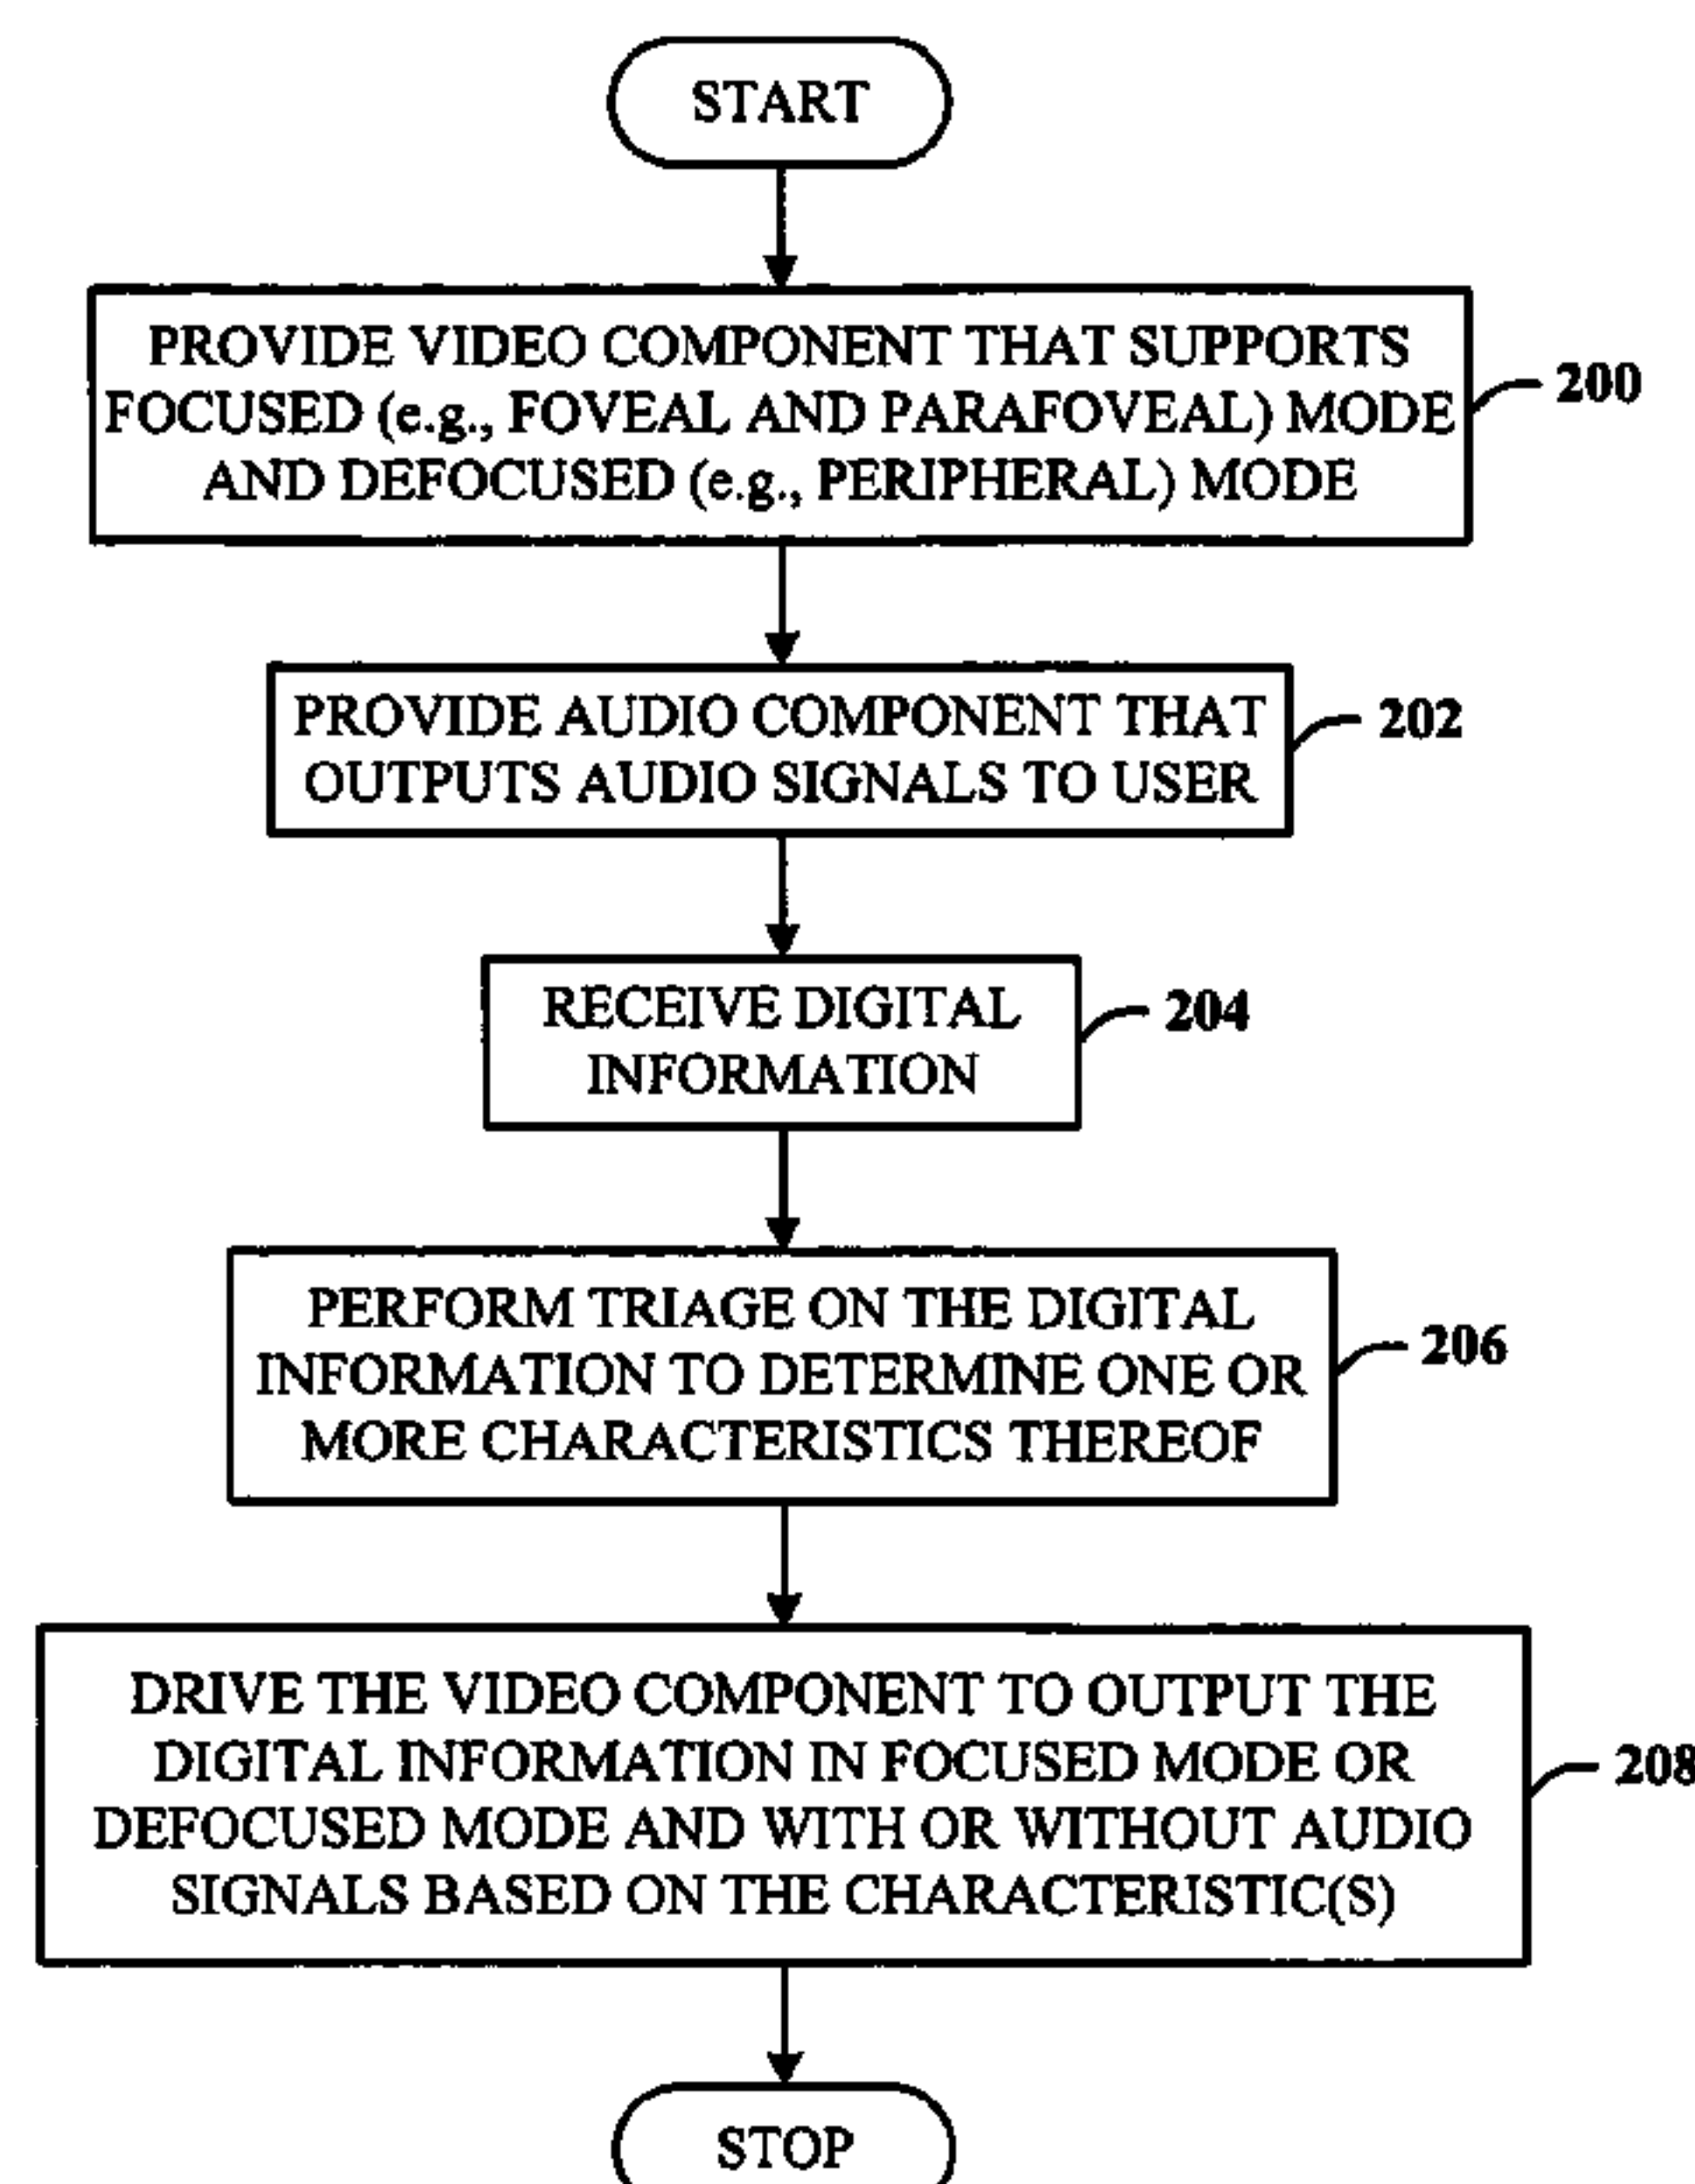 START
PROVIDE VIDEO COMPONENT THAT SUPPORTS
FOCUSED (e.g., FOVEAL AND PARAFOVEAL) MODE
AND DEFOCUSED (e.g., PERIPHERAL) MODE
200
PROVIDE AUDIO COMPONENT THAT
OUTPUTS AUDIO SIGNALS TO USER
202
RECEIVE DIGITAL
INFORMATION
204
PERFORM TRIAGE ON THE DIGITAL
INFORMATION TO DETERMINE ONE OR
MORE CHARACTERISTICS THEREOF
206
DRIVE THE VIDEO COMPONENT TO OUTPUT THE
DIGITAL INFORMATION IN FOCUSED MODE OR
DEFOCUSED MODE AND WITH OR WITHOUT AUDIO
SIGNALS BASED ON THE CHARACTERISTIC(S)
208
STOP